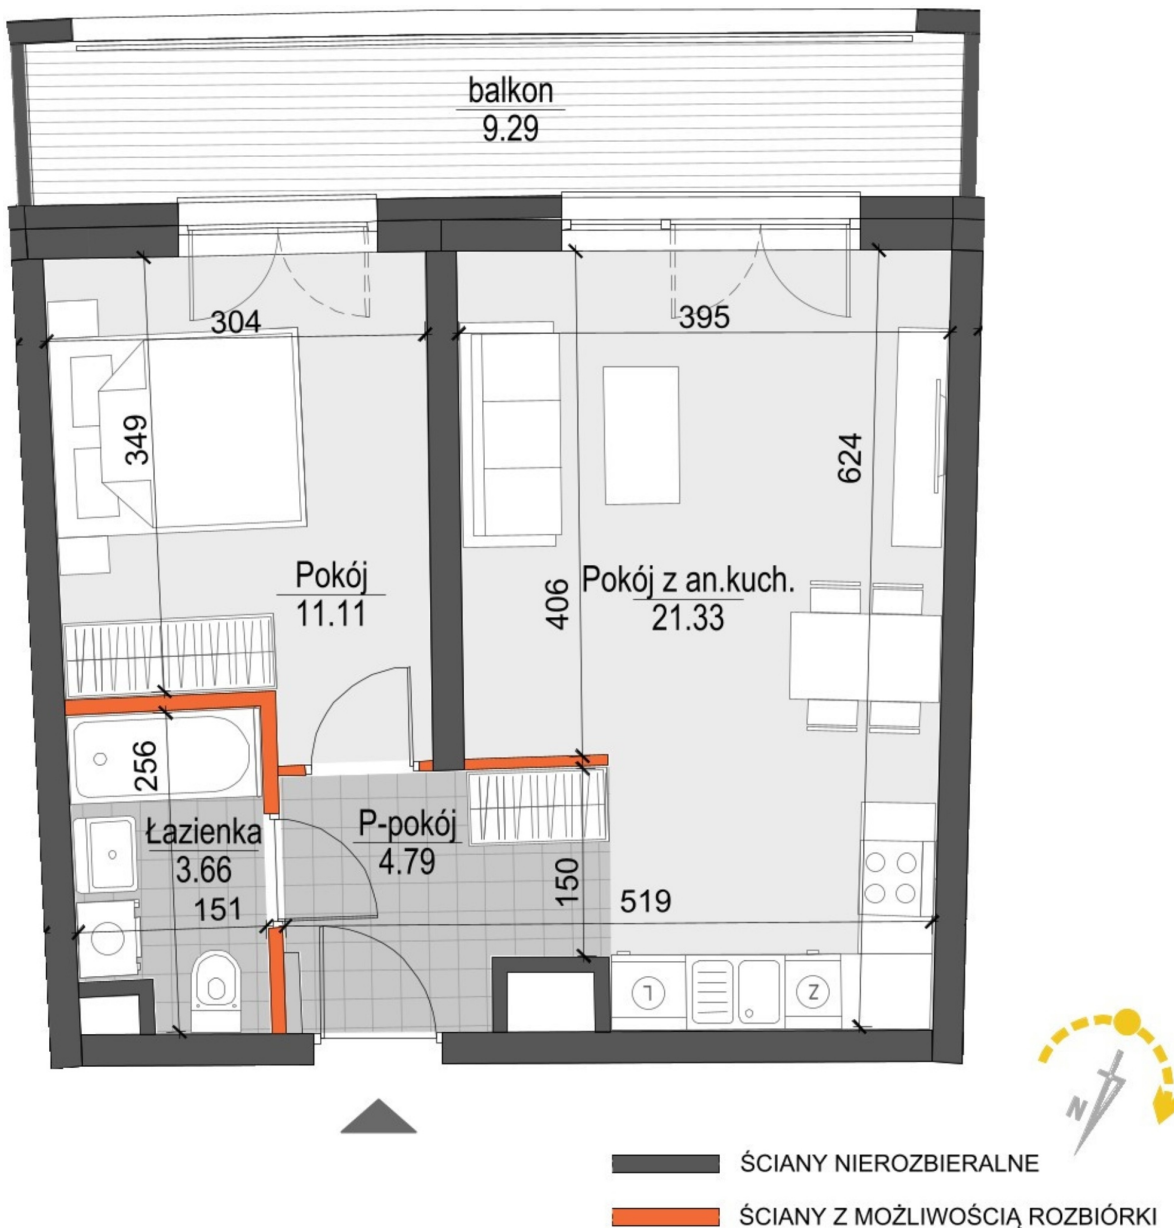 balkon
9.29
304
395
349
624
Pokój
11.11
406
Pokój z an.kuch.
21.33
256
Łazienka
3.66
P-pokój
4.79
150
151
519
L
Z
N
ŚCIANY NIEROZBIERALNE
ŚCIANY Z MOŻLIWOŚCIĄ ROZBIÓRKI